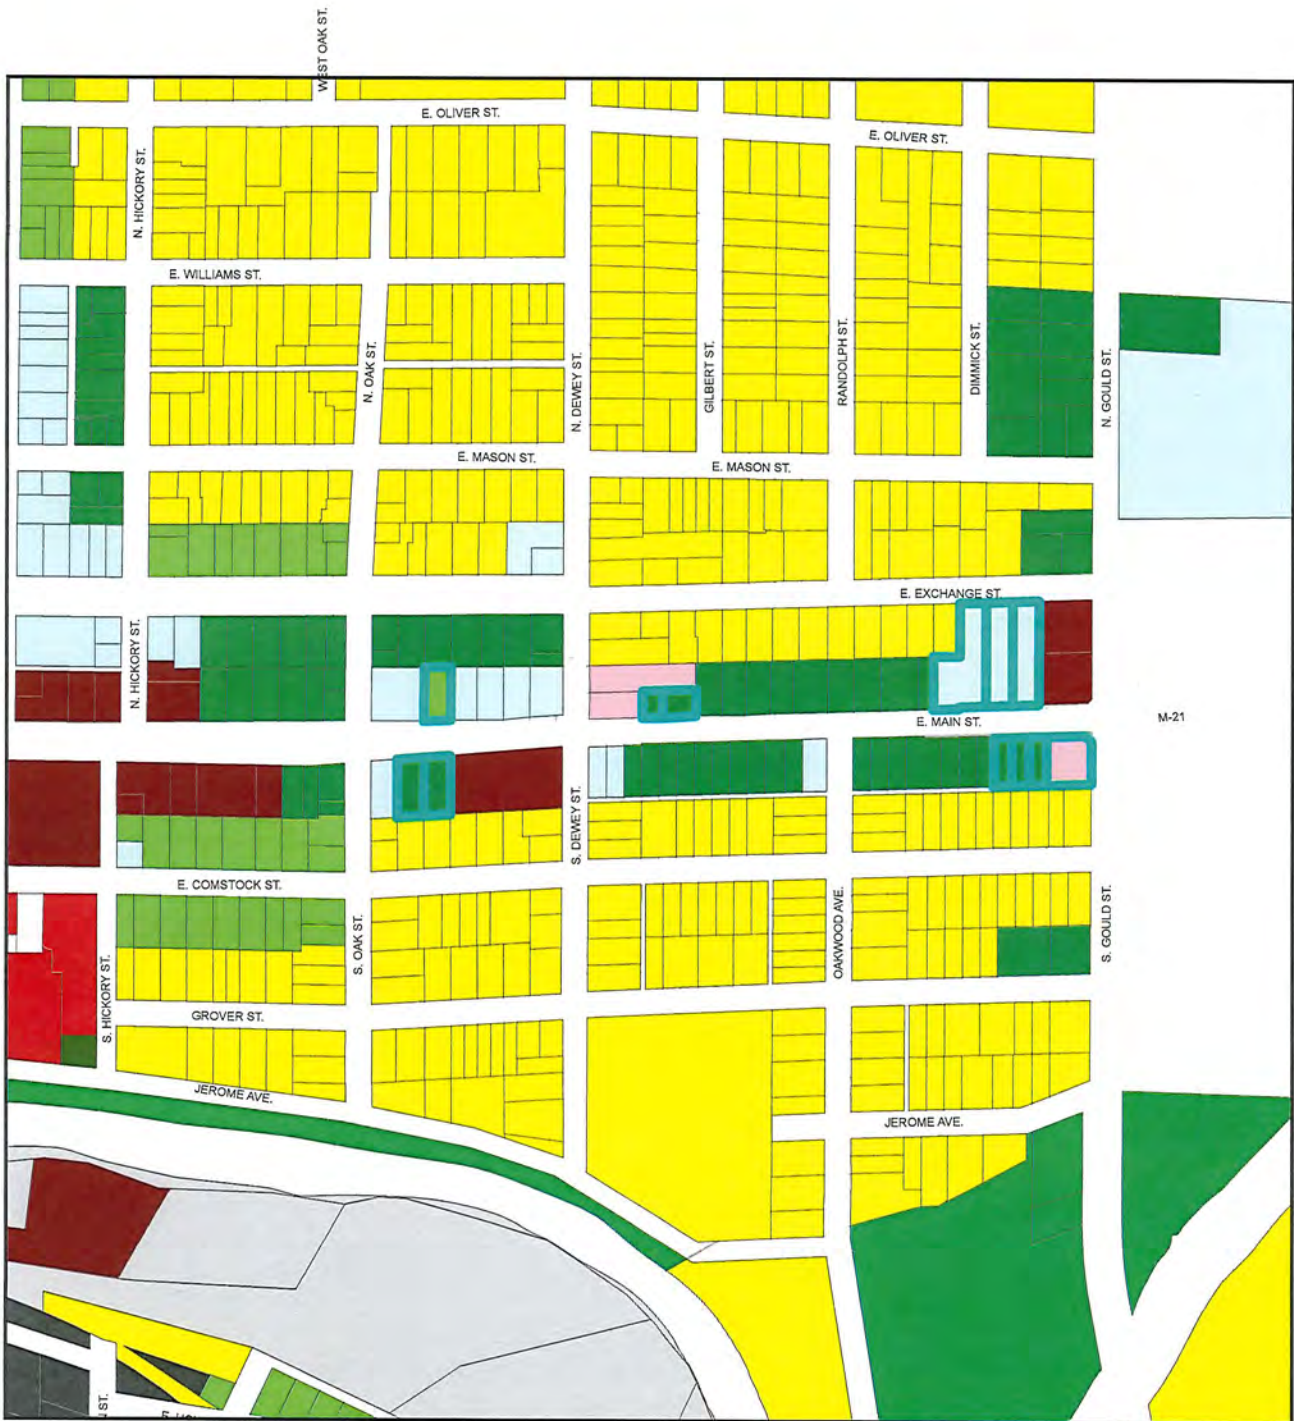 WEST OAK ST.
E. OLIVER ST.
E. OLIVER ST.
N. HICKORY ST.
E. WILLIAMS ST.
N. OAK ST.
N. DEWEY ST.
GILBERT ST.
RANDOLPH ST.
DIMMICK ST.
N. GOULD ST.
E. MASON ST.
E. MASON ST.
E. EXCHANGE ST.
N. HICKORY ST.
E. MAIN ST.
M-21
S. DEWEY ST.
E. COMSTOCK ST.
S. OAK ST.
OAKWOOD AVE.
S. GOULD ST.
S. HICKORY ST.
GROVER ST.
JEROME AVE.
JEROME AVE.
N ST.